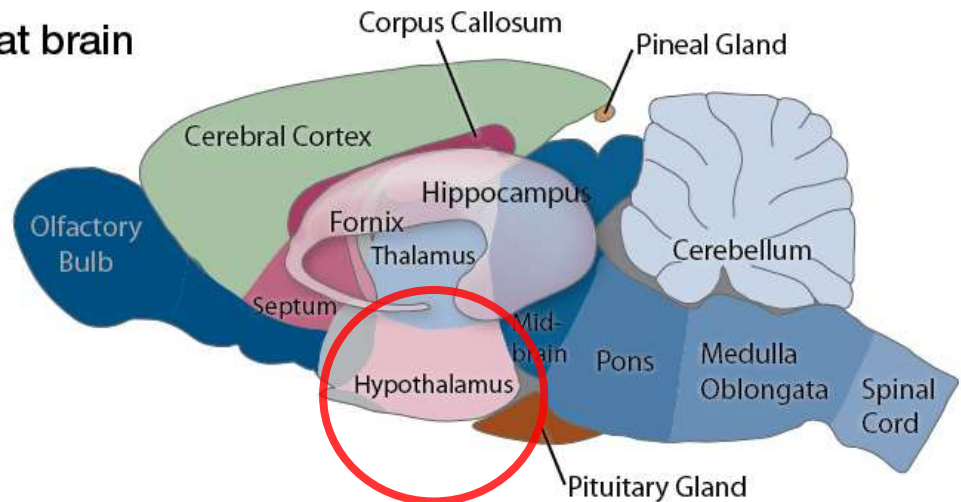 at brain
Corpus Callosum
Pineal Gland
Cerebral Cortex
Hippocampus
Olfactory
Bulb
Fornix
Thalamus
Cerebellum
Septum
Mid-
brain
Pons
Medulla
Oblongata
Spinal
Cord
Hypothalamus
Pituitary Gland